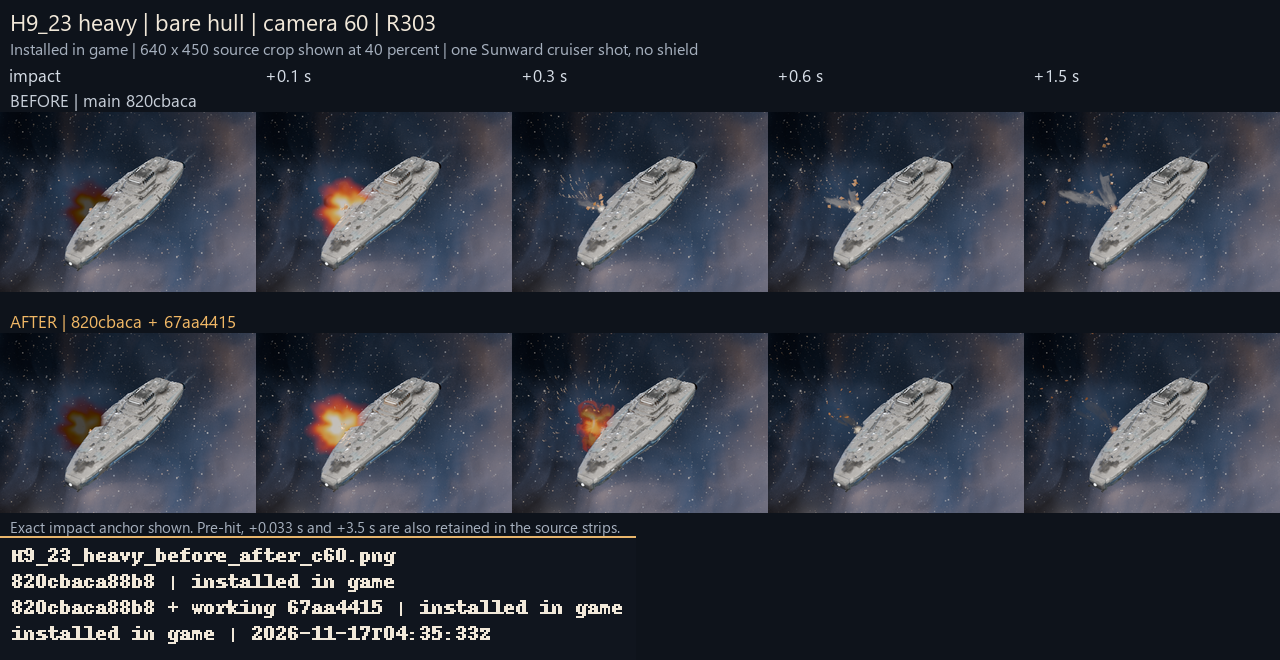 H9_23 heavy | bare hull | camera 60 | R303
Installed in game | 640 x 450 source crop shown at 40 percent | one Sunward cruiser shot, no shield
impact +0.1 s +0.3 s +0.6 s +1.5 s
BEFORE | main 820cbaca
AFTER | 820cbaca + 67aa4415
Exact impact anchor shown. Pre-hit, +0.033 s and +3.5 s are also retained in the source strips.
H9_23_heavy_before_after_c60.png
820cbaca88b8 | installed in game
820cbaca88b8 + working 67aa4415 | installed in game
installed in game | 2026-11-17T04:35:33Z